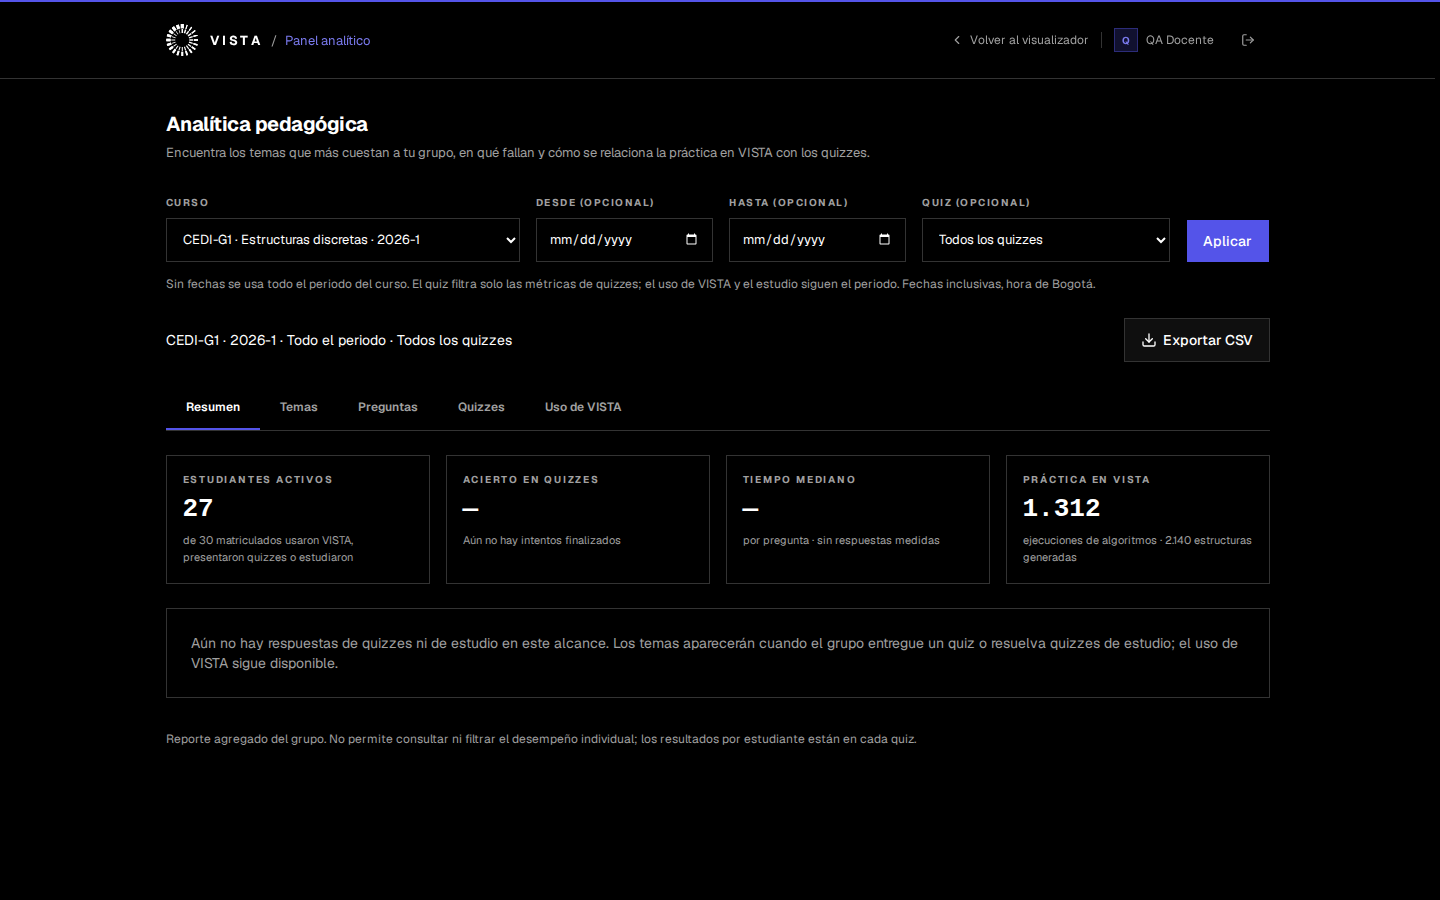 VISTA / Panel analítico
Volver al visualizador
Q QA Docente
Analítica pedagógica
Encuentra los temas que más cuestan a tu grupo, en qué fallan y cómo se relaciona la práctica en VISTA con los quizzes.
CURSO
DESDE (OPCIONAL)
HASTA (OPCIONAL)
QUIZ (OPCIONAL)
CEDI-G1 · Estructuras discretas · 2026-1
mm/dd/yyyy
mm/dd/yyyy
Todos los quizzes
Aplicar
Sin fechas se usa todo el periodo del curso. El quiz filtra solo las métricas de quizzes; el uso de VISTA y el estudio siguen el periodo. Fechas inclusivas, hora de Bogotá.
CEDI-G1 · 2026-1 · Todo el periodo · Todos los quizzes
Exportar CSV
Resumen
Temas
Preguntas
Quizzes
Uso de VISTA
ESTUDIANTES ACTIVOS
27
de 30 matriculados usaron VISTA,
presentaron quizzes o estudiaron
ACIERTO EN QUIZZES
—
Aún no hay intentos finalizados
TIEMPO MEDIANO
—
por pregunta · sin respuestas medidas
PRÁCTICA EN VISTA
1.312
ejecuciones de algoritmos · 2.140 estructuras
generadas
Aún no hay respuestas de quizzes ni de estudio en este alcance. Los temas aparecerán cuando el grupo entregue un quiz o resuelva quizzes de estudio; el uso de
VISTA sigue disponible.
Reporte agregado del grupo. No permite consultar ni filtrar el desempeño individual; los resultados por estudiante están en cada quiz.